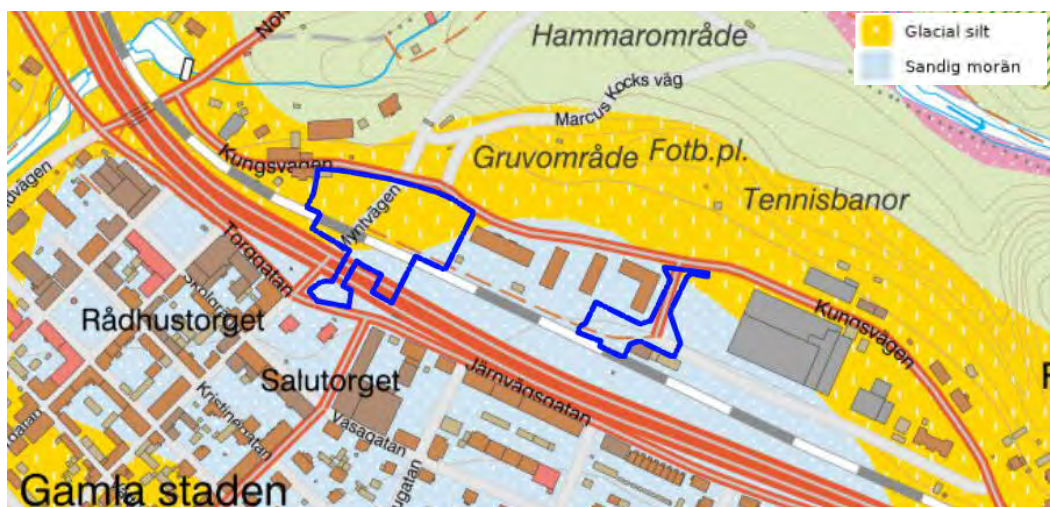 Glacial silt
Sandig morän
Hammarområde
Marcus Kocks väg
Gruvområde
Fotb.pl.
Tennisbanor
Kungsvägen
Torggatan
Rådhustorget
Salutorget
Järnvägsgatan
Kungsvägen
Kristinegatan
Vasagatan
Gamla staden